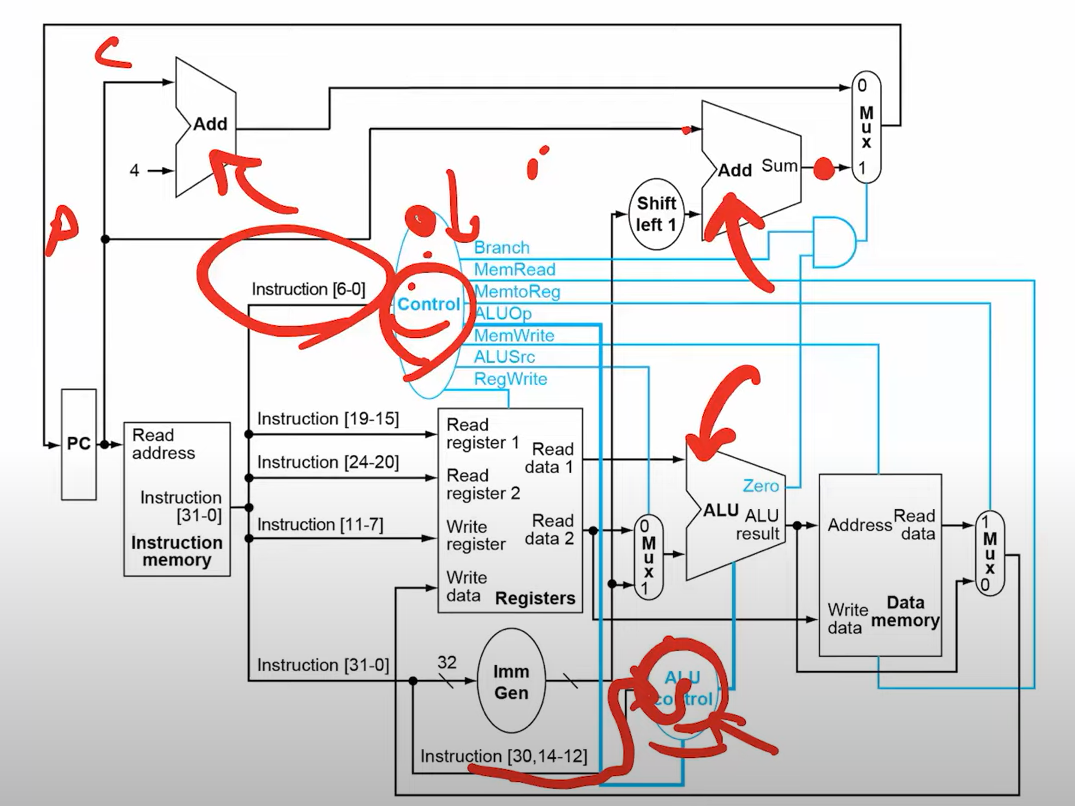 C
0
Add
Mux
4
Add
Sum
1
i
Shift
left 1
P
Branch
MemRead
Instruction [6-0]
Control
MemtoReg
ALUOp
MemWrite
ALUSrc
RegWrite
PC
Read
address
Instruction
[31-0]
Instruction
memory
Instruction [19-15]
Instruction [24-20]
Instruction [11-7]
Read
register 1
Read
register 2
Write
register
Write
data
Read
data 1
Read
data 2
Registers
0
Mux
1
Zero
ALU
ALU
result
Address
Read
data
Write
data
Data
memory
1
Mux
0
Instruction [31-0]
32
Imm
Gen
ALU
control
Instruction [30,14-12]